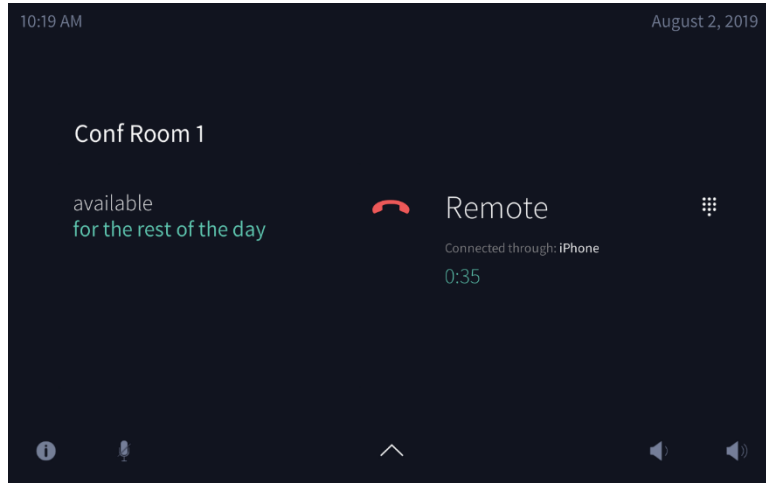 10:19 AM
August 2, 2019
Conf Room 1
available
for the rest of the day
Remote
Connected through: iPhone
0:35